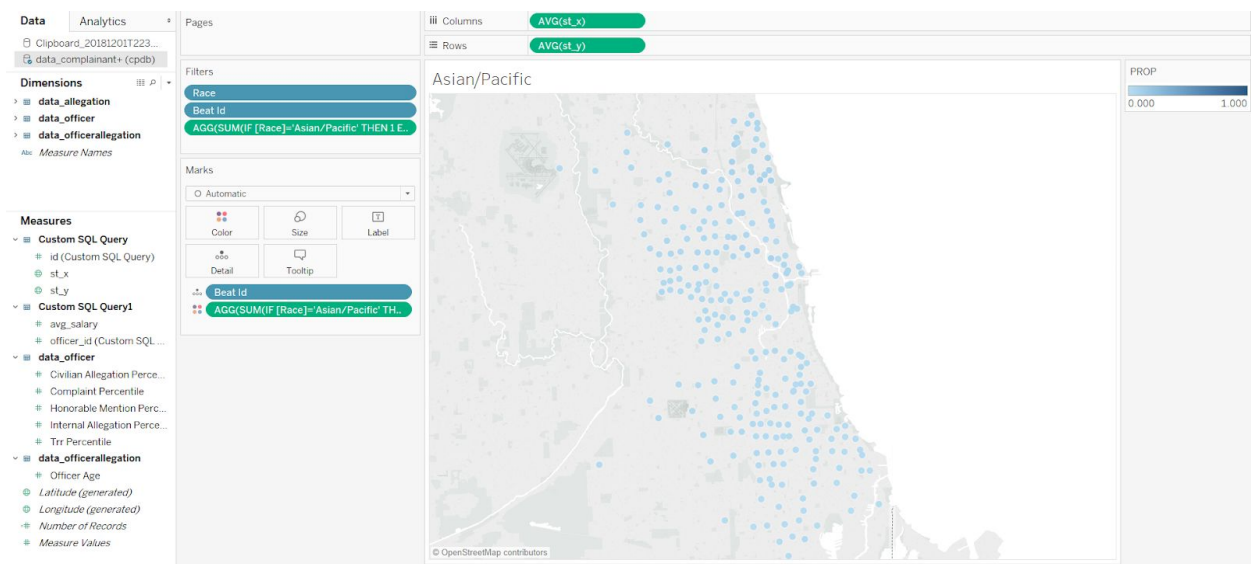 Data Analytics
Clipboard_20181201T223...
data_complainant+ (cpdb)
Dimensions
data_allegation
data_officer
data_officerallegation
Abc Measure Names
Measures
Custom SQL Query
id (Custom SQL Query)
st_x
st_y
Custom SQL Query1
avg_salary
officer_id (Custom SQL ...
data_officer
Civilian Allegation Perce...
Complaint Percentile
Honorable Mention Perc...
Internal Allegation Perce...
Trr Percentile
data_officerallegation
Officer Age
Latitude (generated)
Longitude (generated)
Number of Records
Measure Values
Pages
Filters
Race
Beat Id
AGG(SUM(IF [Race]='Asian/Pacific' THEN 1 E..
Marks
Automatic
Color Size Label
Detail Tooltip
Beat Id
AGG(SUM(IF [Race]='Asian/Pacific' TH..
Columns AVG(st_x)
Rows AVG(st_y)
Asian/Pacific
© OpenStreetMap contributors
PROP
0.000 1.000